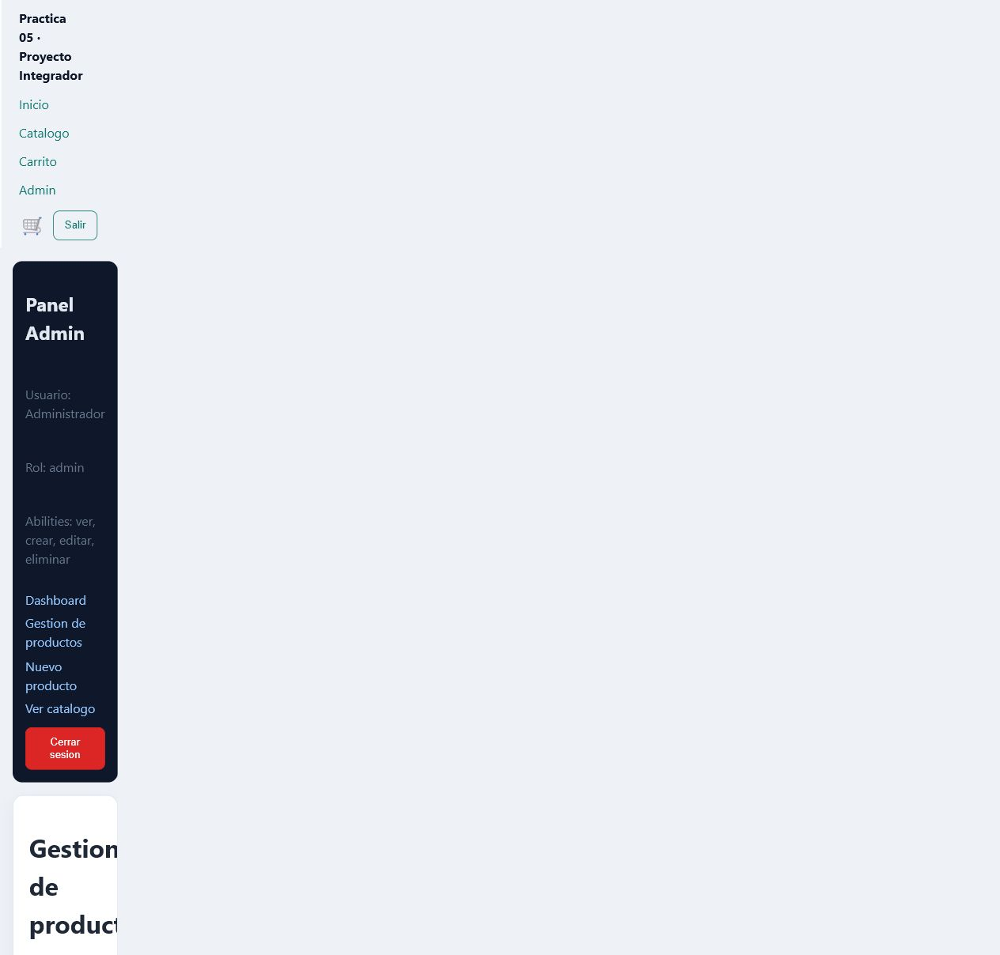 Practica
05 ·
Proyecto
Integrador
Inicio
Catalogo
Carrito
Admin
Salir
Panel
Admin
Usuario:
Administrador
Rol: admin
Abilities: ver,
crear, editar,
eliminar
Dashboard
Gestion de
productos
Nuevo
producto
Ver catalogo
Cerrar
sesion
Gestion
de
product